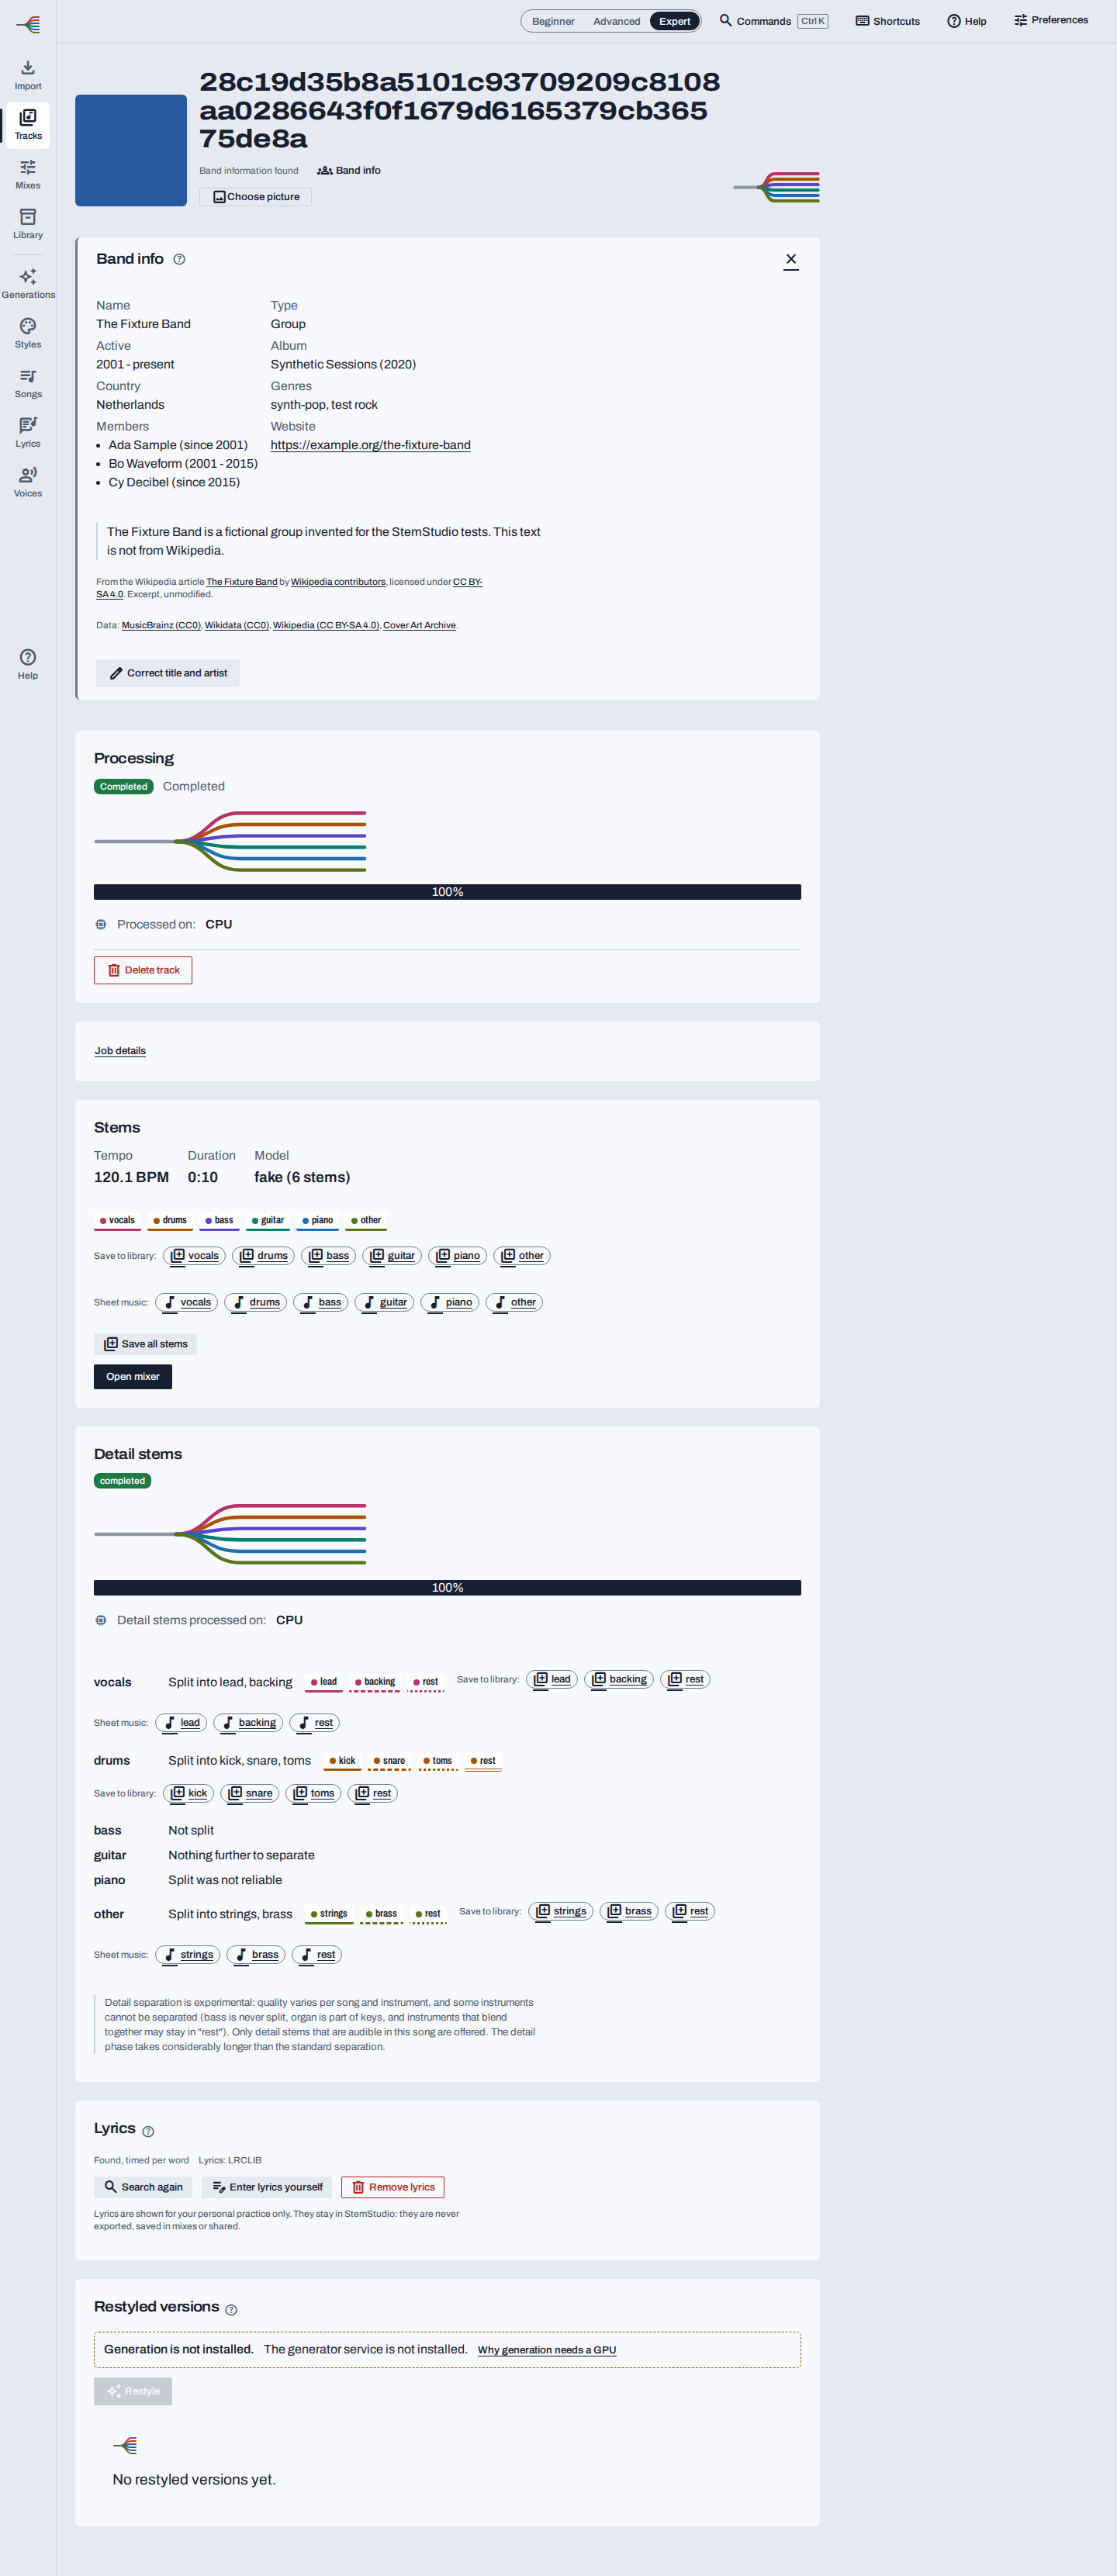 Beginner Advanced Expert Commands Ctrl K Shortcuts Help Preferences
Import
Tracks
Mixes
Library
Generations
Styles
Songs
Lyrics
Voices
Help
28c19d35b8a5101c93709209c8108
aa0286643f0f1679d6165379cb365
75de8a
Band information found Band info
Choose picture
Band info
Name Type
The Fixture Band Group
Active Album
2001 - present Synthetic Sessions (2020)
Country Genres
Netherlands synth-pop, test rock
Members Website
• Ada Sample (since 2001) https://example.org/the-fixture-band
• Bo Waveform (2001 - 2015)
• Cy Decibel (since 2015)
The Fixture Band is a fictional group invented for the StemStudio tests. This text
is not from Wikipedia.
From the Wikipedia article The Fixture Band by Wikipedia contributors, licensed under CC BY-
SA 4.0. Excerpt, unmodified.
Data: MusicBrainz (CC0), Wikidata (CC0), Wikipedia (CC BY-SA 4.0), Cover Art Archive.
Correct title and artist
Processing
Completed Completed
100%
Processed on: CPU
Delete track
Job details
Stems
Tempo Duration Model
120.1 BPM 0:10 fake (6 stems)
vocals drums bass guitar piano other
Save to library: vocals drums bass guitar piano other
Sheet music: vocals drums bass guitar piano other
Save all stems
Open mixer
Detail stems
completed
100%
Detail stems processed on: CPU
vocals Split into lead, backing lead backing rest Save to library: lead backing rest
Sheet music: lead backing rest
drums Split into kick, snare, toms kick snare toms rest
Save to library: kick snare toms rest
bass Not split
guitar Nothing further to separate
piano Split was not reliable
other Split into strings, brass strings brass rest Save to library: strings brass rest
Sheet music: strings brass rest
Detail separation is experimental: quality varies per song and instrument, and some instruments
cannot be separated (bass is never split, organ is part of keys, and instruments that blend
together may stay in "rest"). Only detail stems that are audible in this song are offered. The detail
phase takes considerably longer than the standard separation.
Lyrics
Found, timed per word Lyrics: LRCLIB
Search again Enter lyrics yourself Remove lyrics
Lyrics are shown for your personal practice only. They stay in StemStudio: they are never
exported, saved in mixes or shared.
Restyled versions
Generation is not installed. The generator service is not installed. Why generation needs a GPU
Restyle
No restyled versions yet.